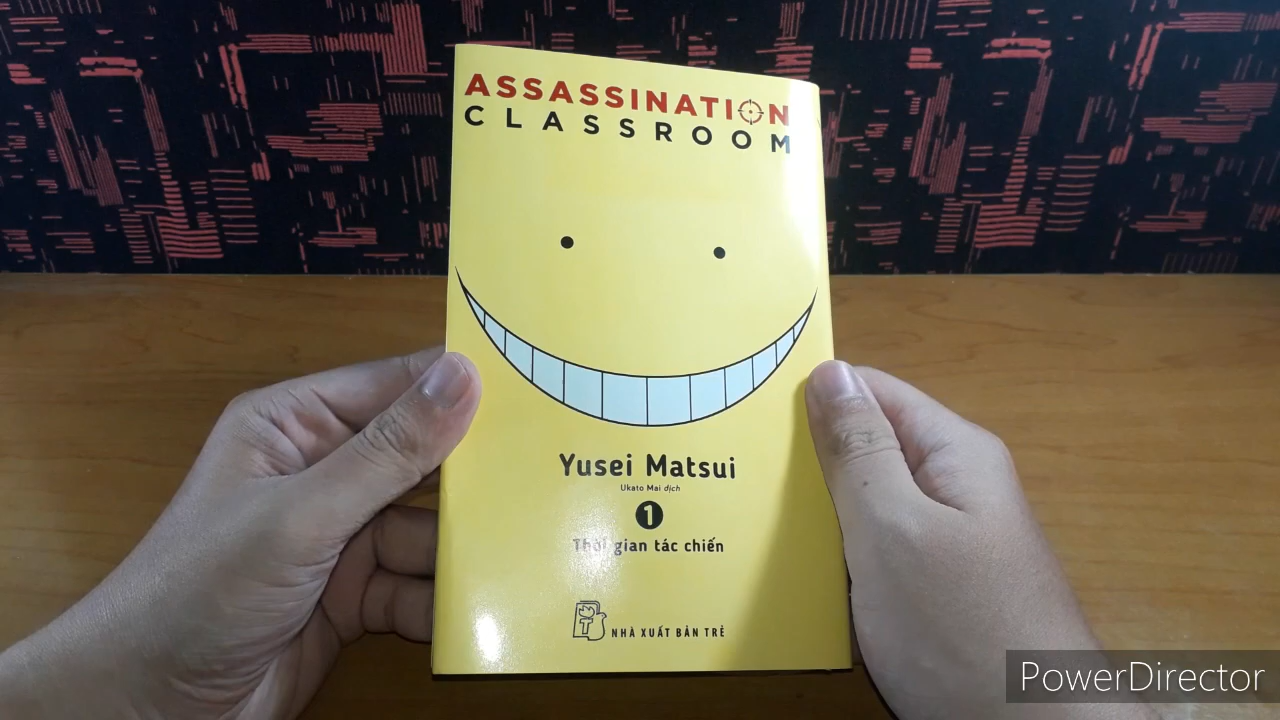 ASSASSINATION
CLASSROOM
Yusei Matsui
Ukato Mai dịch
1
Thời gian tác chiến
NHÀ XUẤT BẢN TRẺ
PowerDirector